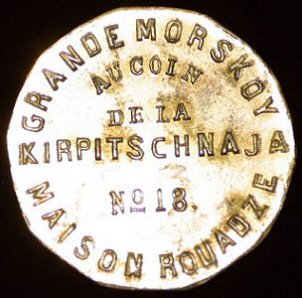 GRANDE MORSKOY
AU COIN
DE LA
KIRPITSCHNAJA
No 18.
MAISON ROUADZE